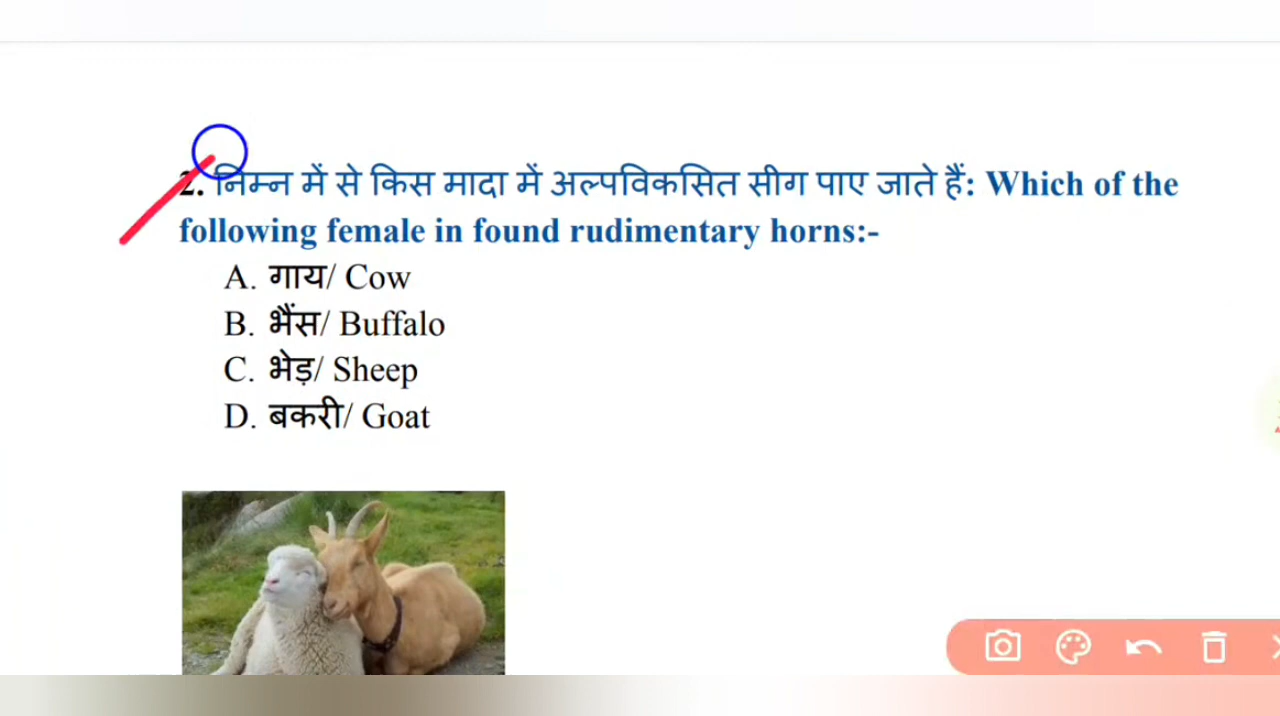 2. निम्न में से किस मादा में अल्पविकसित सीग पाए जाते हैं: Which of the
following female in found rudimentary horns:-
A. गाय/ Cow
B. भैंस/ Buffalo
C. भेड़/ Sheep
D. बकरी/ Goat